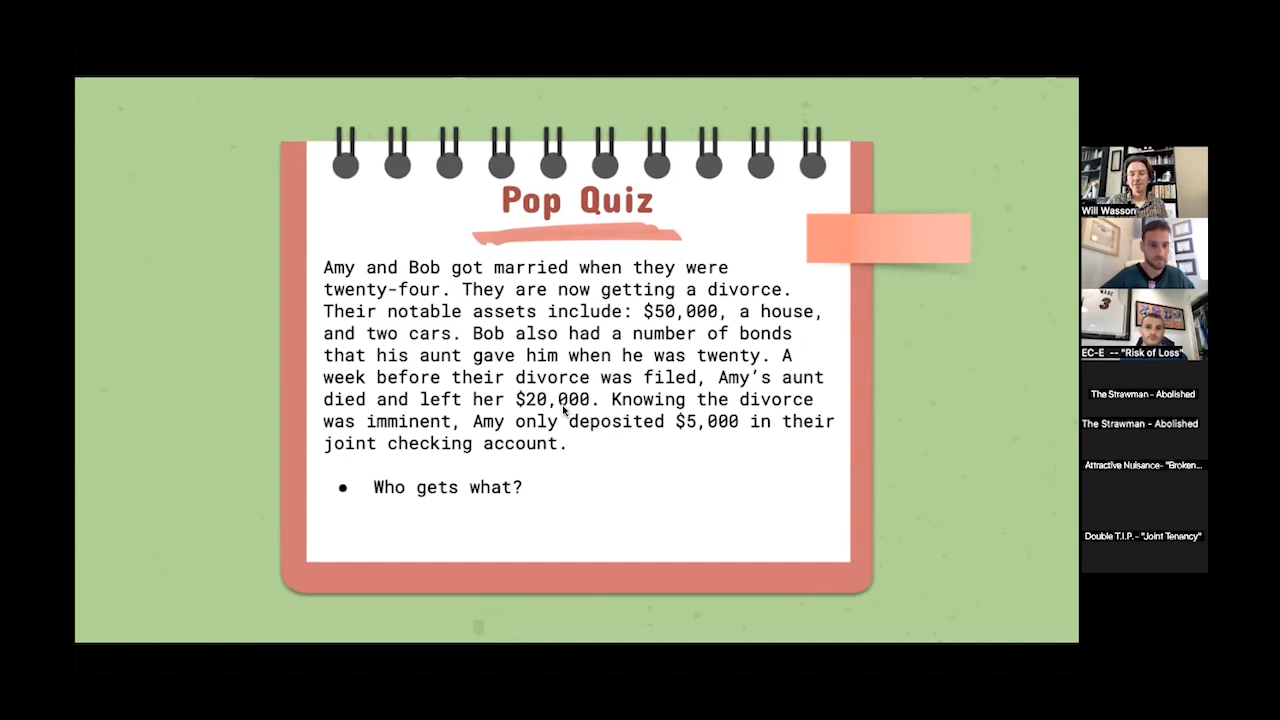 Pop Quiz
Amy and Bob got married when they were
twenty-four. They are now getting a divorce.
Their notable assets include: $50,000, a house,
and two cars. Bob also had a number of bonds
that his aunt gave him when he was twenty. A
week before their divorce was filed, Amy’s aunt
died and left her $20,000. Knowing the divorce
was imminent, Amy only deposited $5,000 in their
joint checking account.
● Who gets what?
Will Wasson
WADE
3
EC-E -- "Risk of Loss"
The Strawman - Abolished
The Strawman - Abolished
Attractive Nuisance- "Broken...
Double T.I.P. - "Joint Tenancy"